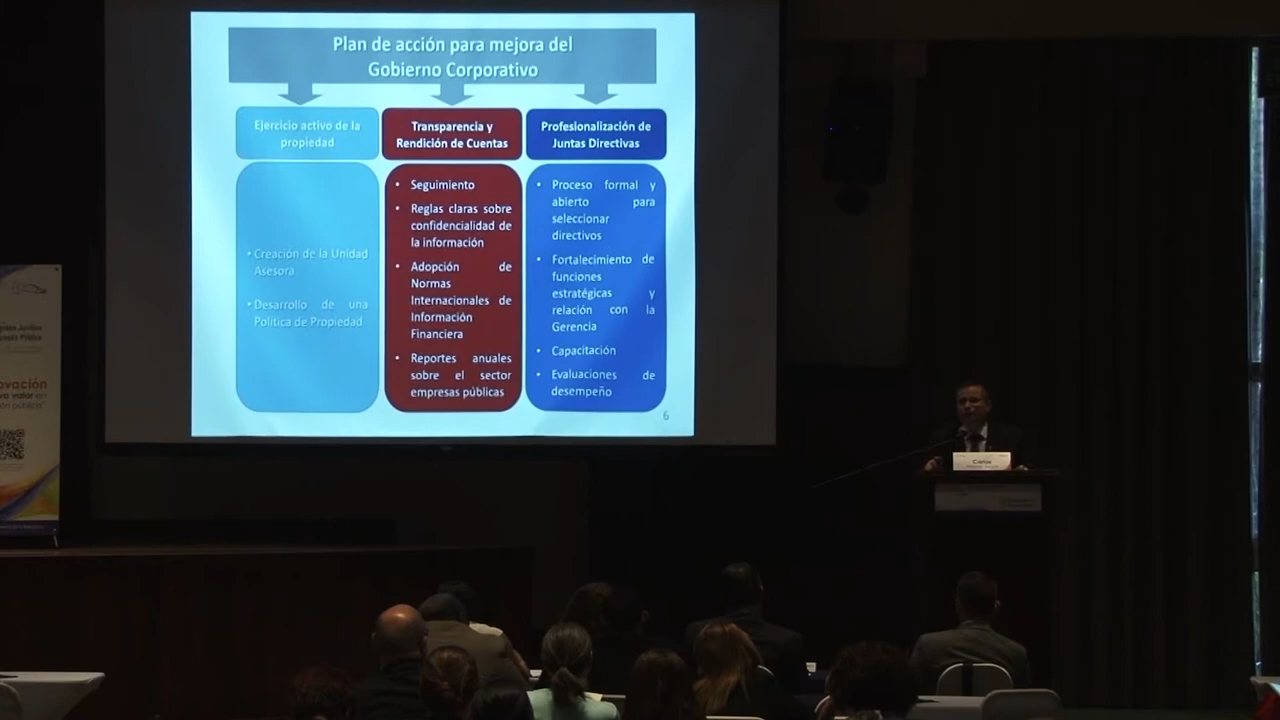 Plan de acción para mejora del
Gobierno Corporativo
Ejercicio activo de la
propiedad
Transparencia y
Rendición de Cuentas
Profesionalización de
Juntas Directivas
• Creación de la Unidad
Asesora
• Desarrollo de una
Política de Propiedad
• Seguimiento
• Reglas claras sobre
confidencialidad de
la información
• Adopción de
Normas
Internacionales de
Información
Financiera
• Reportes anuales
sobre el sector
empresas públicas
• Proceso formal y
abierto para
seleccionar
directivos
• Fortalecimiento de
funciones
estratégicas y
relación con la
Gerencia
• Capacitación
• Evaluaciones de
desempeño
6
Carlos